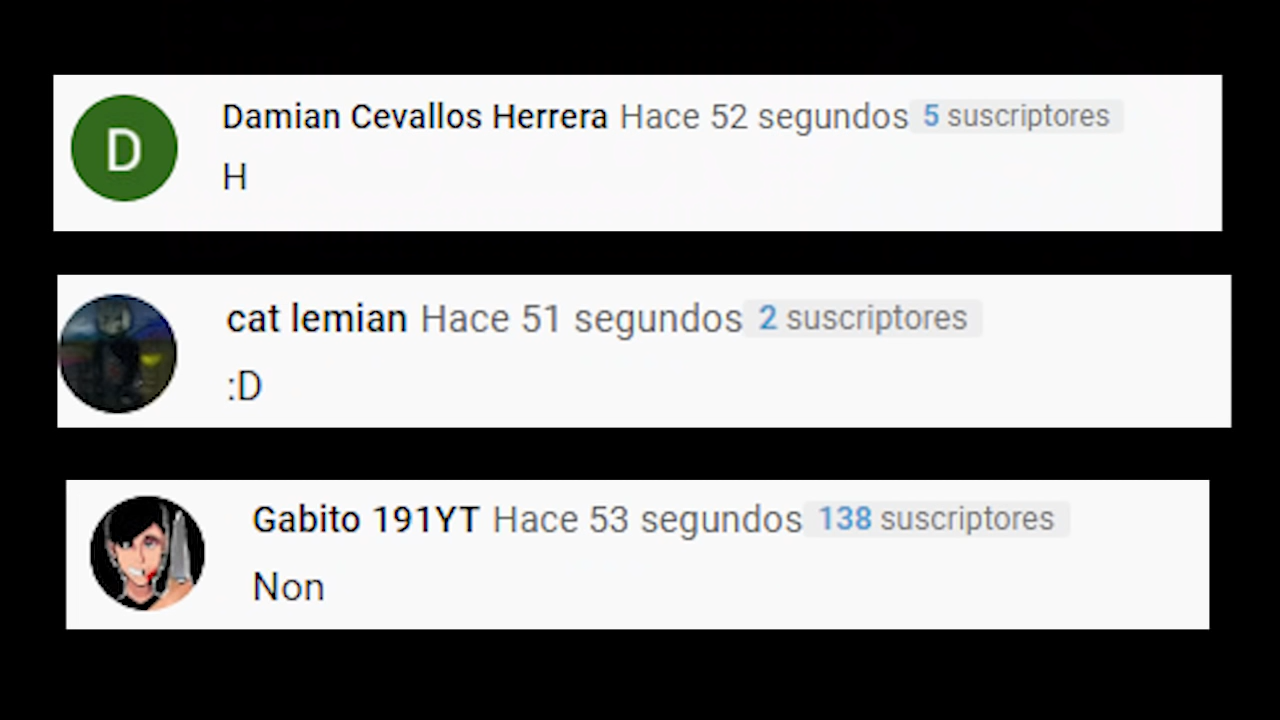 D
Damian Cevallos Herrera Hace 52 segundos 5 suscriptores
H
cat lemian Hace 51 segundos 2 suscriptores
:D
Gabito 191YT Hace 53 segundos 138 suscriptores
Non